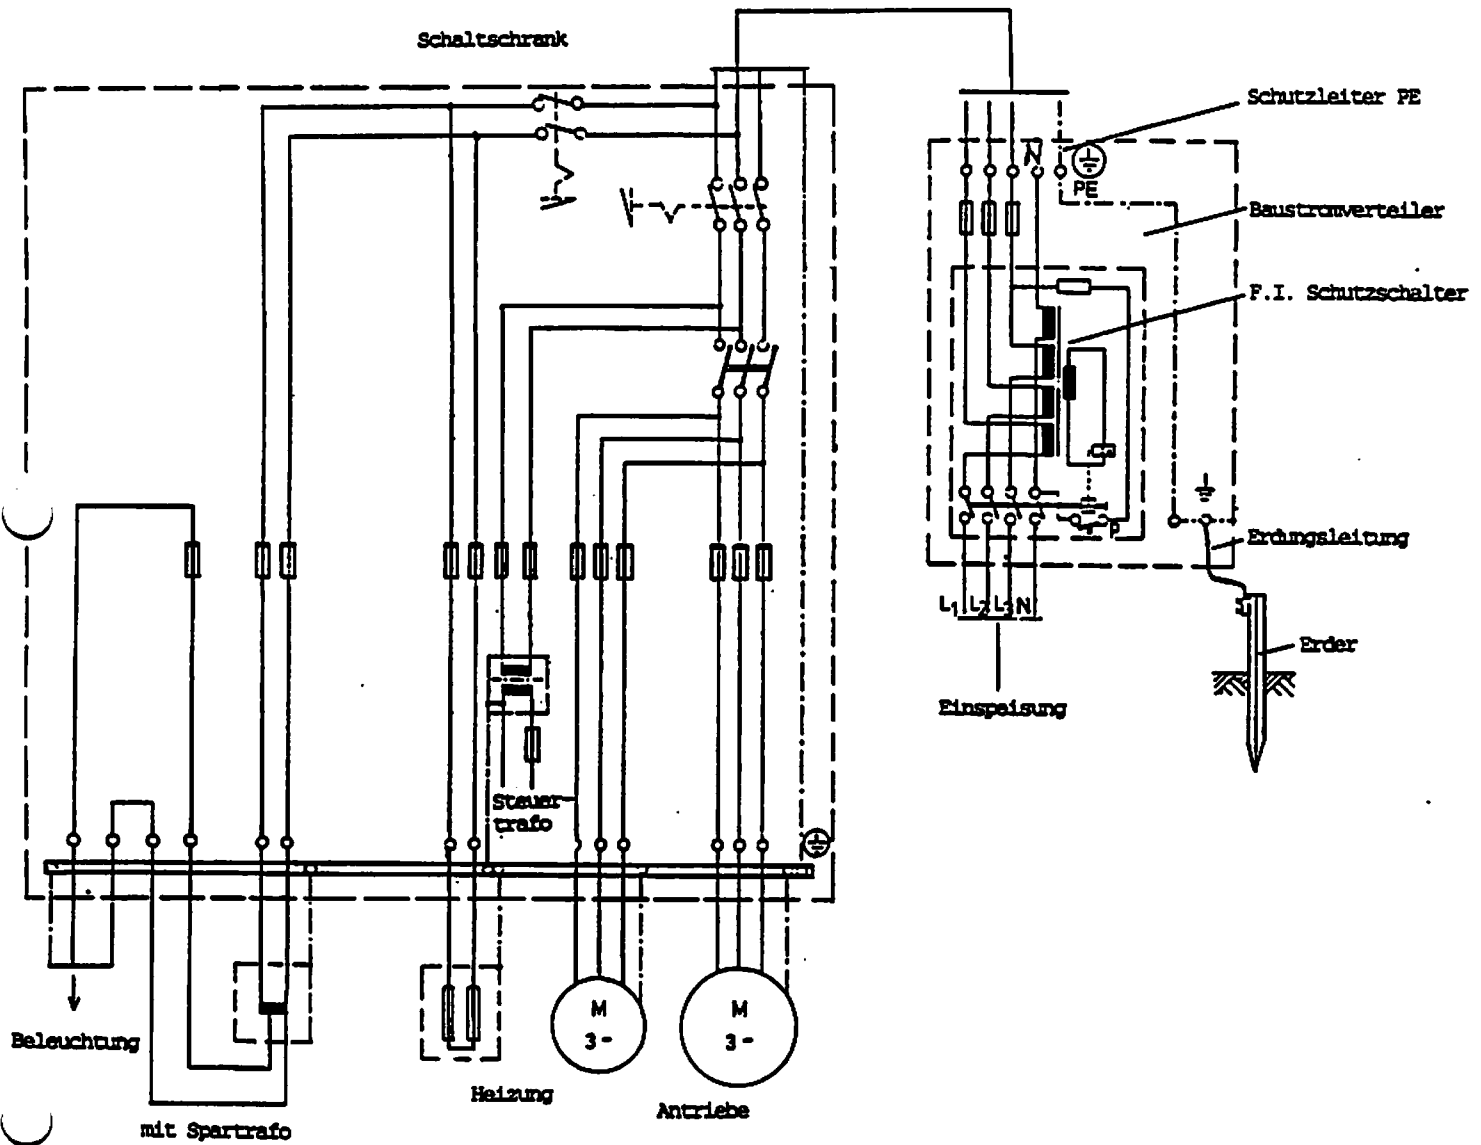 Schaltschrank
Schutzleiter PE
N
PE
Baustromverteiler
F.I. Schutzschalter
P
Erdungsleitung
L1 L2 L3 N
Erder
Einspeisung
Steuer-
trafo
M
3~
M
3~
Beleuchtung
Heizung
Antriebe
mit Spartrafo